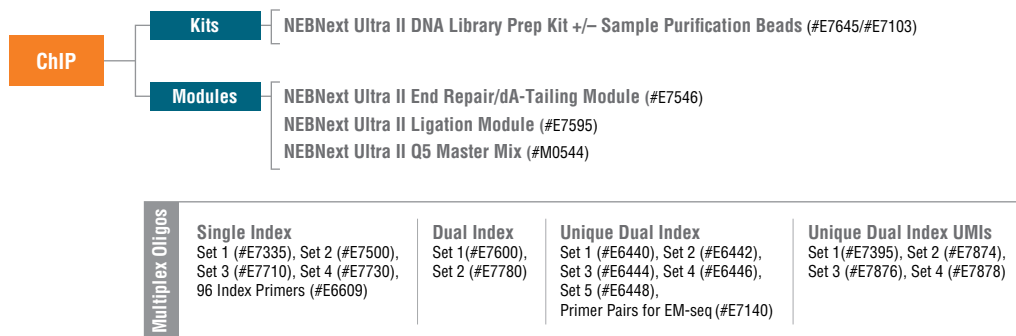 ChIP
Kits
NEBNext Ultra II DNA Library Prep Kit +/– Sample Purification Beads (#E7645/#E7103)
Modules
NEBNext Ultra II End Repair/dA-Tailing Module (#E7546)
NEBNext Ultra II Ligation Module (#E7595)
NEBNext Ultra II Q5 Master Mix (#M0544)
Multiplex Oligos
Single Index
Set 1 (#E7335), Set 2 (#E7500),
Set 3 (#E7710), Set 4 (#E7730),
96 Index Primers (#E6609)
Dual Index
Set 1(#E7600),
Set 2 (#E7780)
Unique Dual Index
Set 1 (#E6440), Set 2 (#E6442),
Set 3 (#E6444), Set 4 (#E6446),
Set 5 (#E6448),
Primer Pairs for EM-seq (#E7140)
Unique Dual Index UMIs
Set 1(#E7395), Set 2 (#E7874),
Set 3 (#E7876), Set 4 (#E7878)